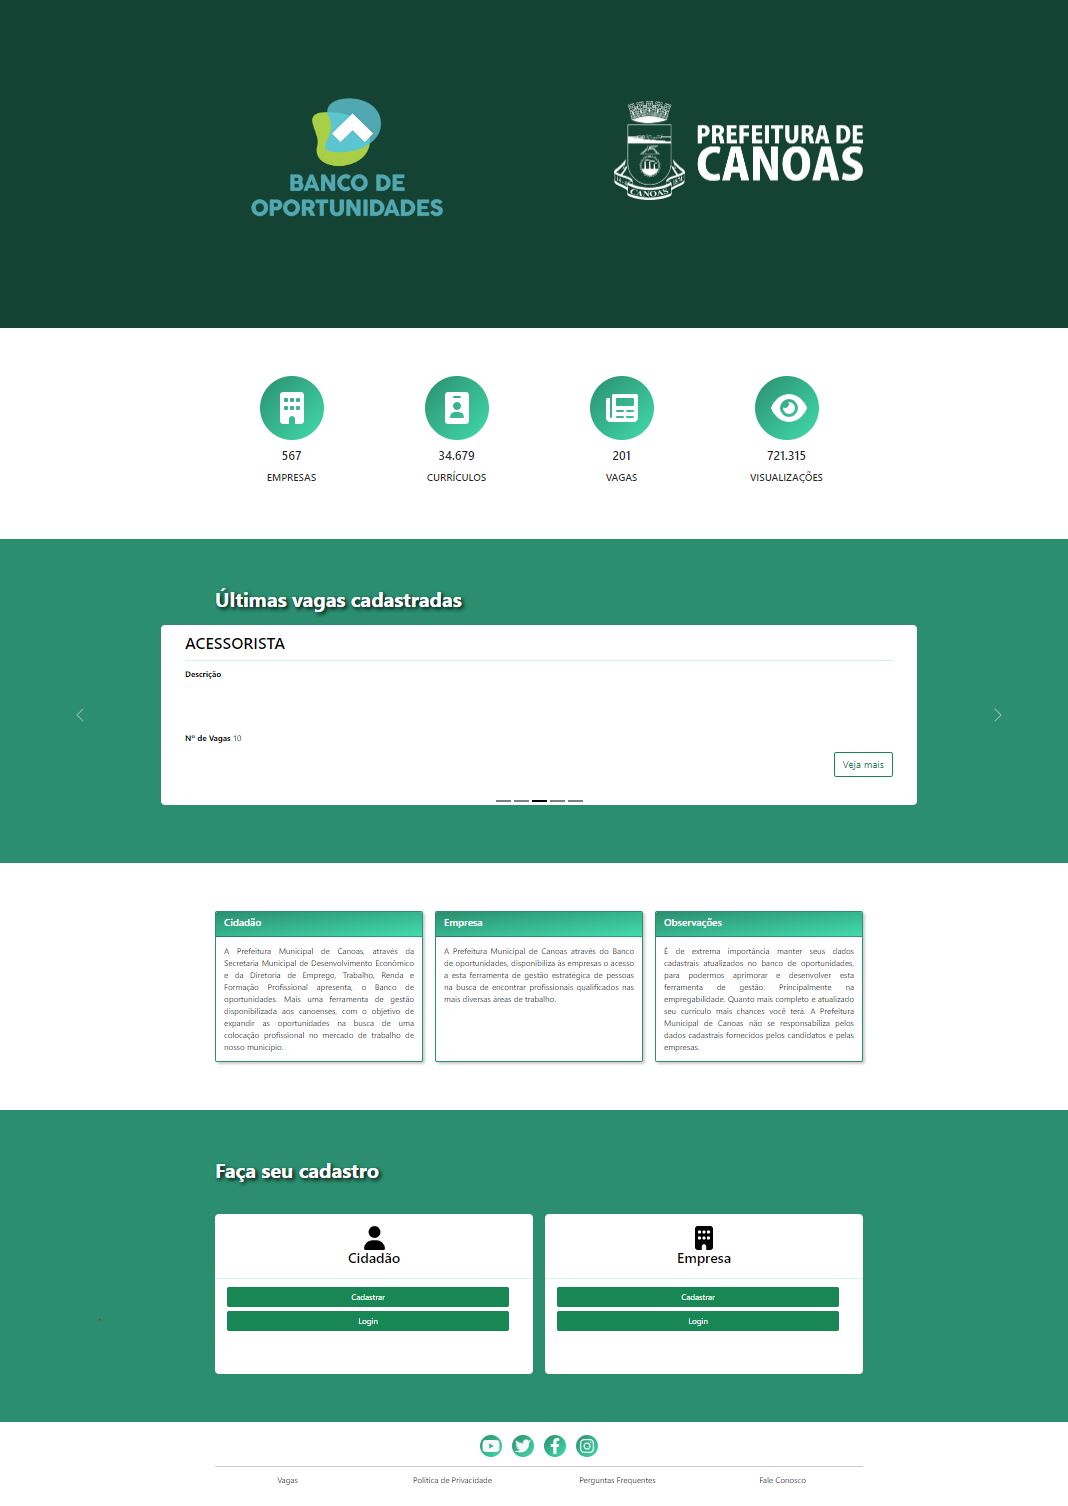 BANCO DE
OPORTUNIDADES
PREFEITURA DE
CANOAS
CANOAS
567
EMPRESAS
34.679
CURRÍCULOS
201
VAGAS
721.315
VISUALIZAÇÕES
Últimas vagas cadastradas
ACESSORISTA
Descrição
Nº de Vagas 10
Veja mais
Cidadão
A Prefeitura Municipal de Canoas, através da
Secretaria Municipal de Desenvolvimento Econômico
e da Diretoria de Emprego, Trabalho, Renda e
Formação Profissional apresenta, o Banco de
oportunidades. Mais uma ferramenta de gestão
disponibilizada aos canoenses, com o objetivo de
expandir as oportunidades na busca de uma
colocação profissional no mercado de trabalho de
nosso município.
Empresa
A Prefeitura Municipal de Canoas através do Banco
de oportunidades, disponibiliza às empresas o acesso
a esta ferramenta de gestão estratégica de pessoas
na busca de encontrar profissionais qualificados nas
mais diversas áreas de trabalho.
Observações
É de extrema importância manter seus dados
cadastrais atualizados no banco de oportunidades,
para podermos aprimorar e desenvolver esta
ferramenta de gestão. Principalmente na
empregabilidade. Quanto mais completo e atualizado
seu currículo mais chances você terá. A Prefeitura
Municipal de Canoas não se responsabiliza pelos
dados cadastrais fornecidos pelos candidatos e pelas
empresas.
Faça seu cadastro
Cidadão
Cadastrar
Login
Empresa
Cadastrar
Login
Vagas
Política de Privacidade
Perguntas Frequentes
Fale Conosco